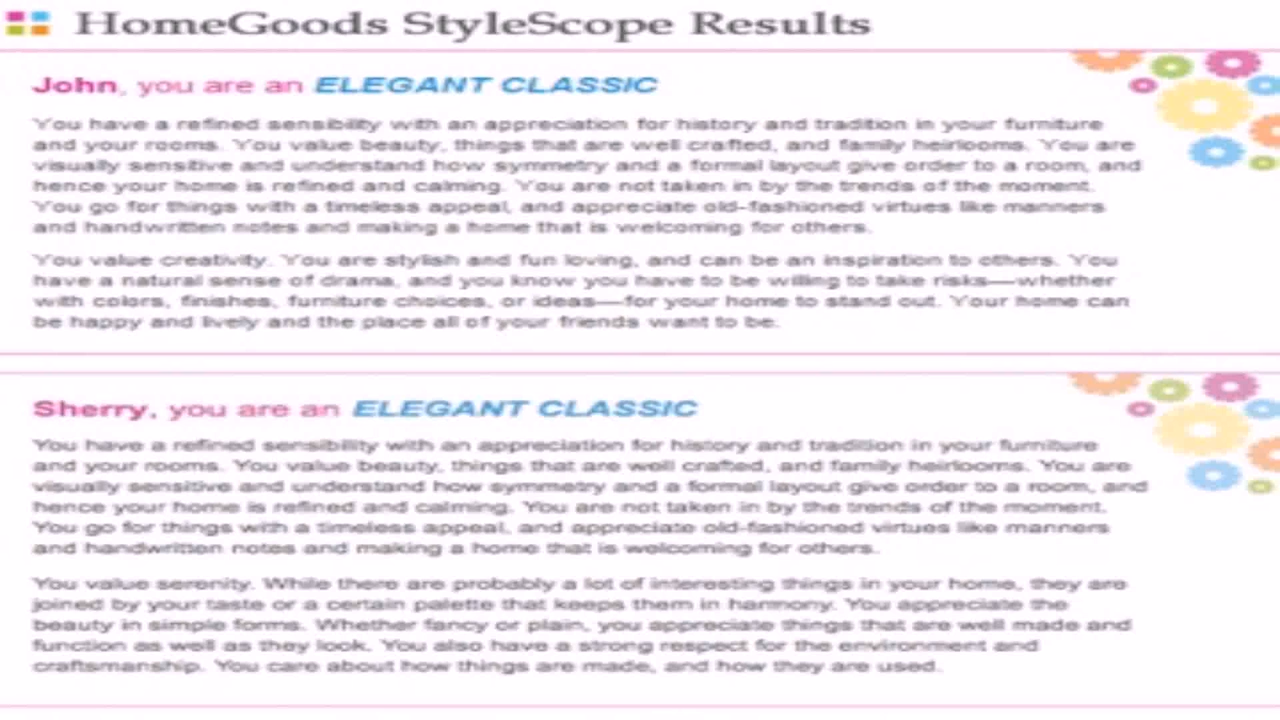 HomeGoods StyleScope Results
John, you are an ELEGANT CLASSIC
You have a refined sensibility with an appreciation for history and tradition in your furniture
and your rooms. You value beauty, things that are well crafted, and family heirlooms. You are
visually sensitive and understand how symmetry and a formal layout give order to a room, and
hence your home is refined and calming. You are not taken in by the trends of the moment.
You go for things with a timeless appeal, and appreciate old-fashioned virtues like manners
and handwritten notes and making a home that is welcoming for others.
You value creativity. You are stylish and fun loving, and can be an inspiration to others. You
have a natural sense of drama, and you know you have to be willing to take risks—whether
with colors, finishes, furniture choices, or ideas—for your home to stand out. Your home can
be happy and lively and the place all of your friends want to be.
Sherry, you are an ELEGANT CLASSIC
You have a refined sensibility with an appreciation for history and tradition in your furniture
and your rooms. You value beauty, things that are well crafted, and family heirlooms. You are
visually sensitive and understand how symmetry and a formal layout give order to a room, and
hence your home is refined and calming. You are not taken in by the trends of the moment.
You go for things with a timeless appeal, and appreciate old-fashioned virtues like manners
and handwritten notes and making a home that is welcoming for others.
You value serenity. While there are probably a lot of interesting things in your home, they are
joined by your taste or a certain palette that keeps them in harmony. You appreciate the
beauty in simple forms. Whether fancy or plain, you appreciate things that are well made and
function as well as they look. You also have a strong respect for the environment and
craftsmanship. You care about how things are made, and how they are used.